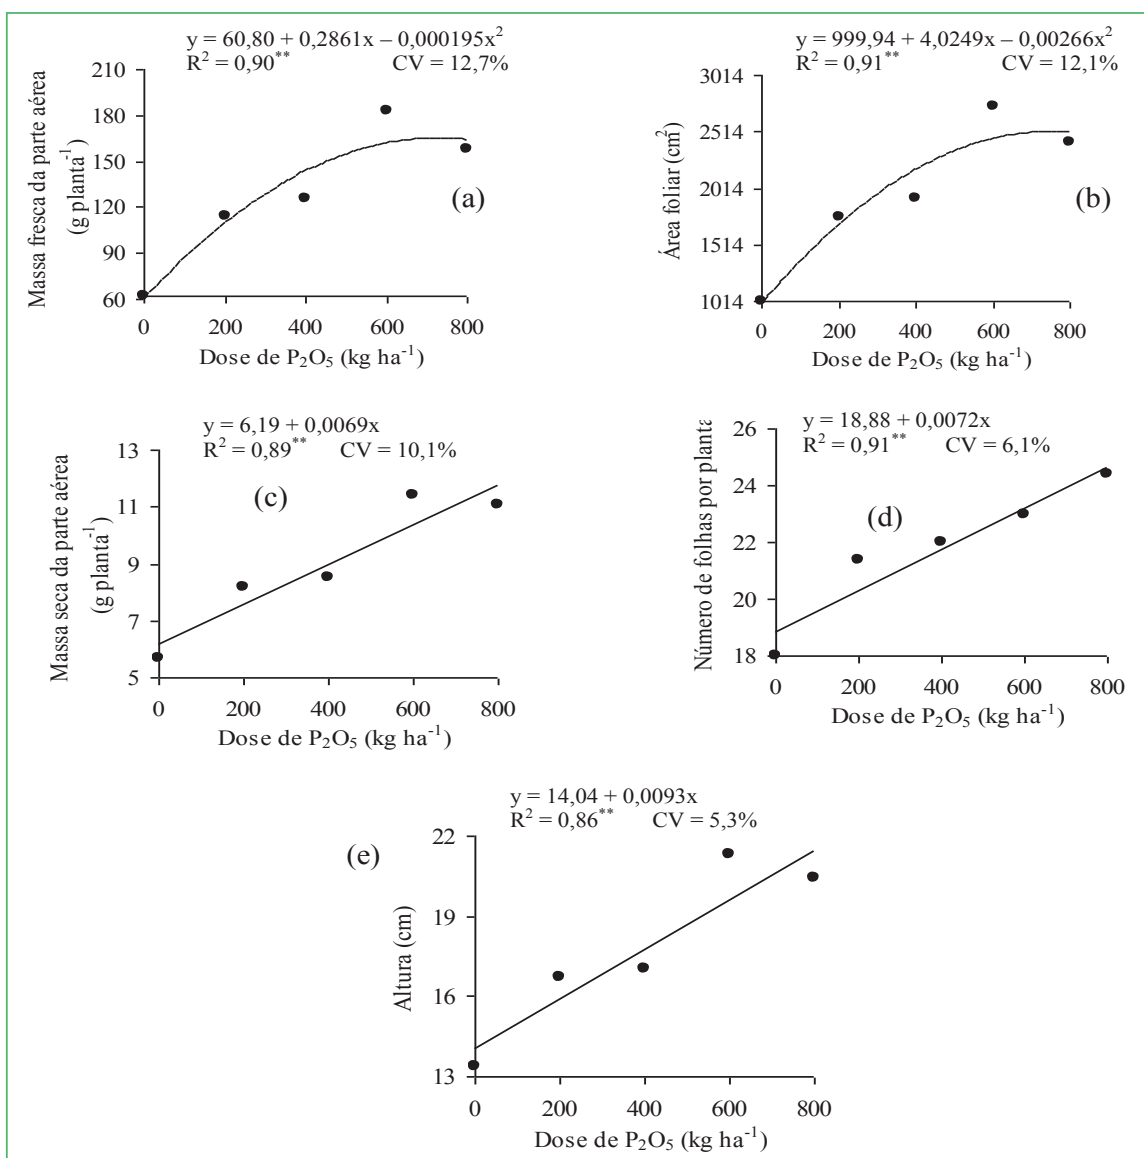 y = 60,80 + 0,2861x – 0,000195x²
R² = 0,90** CV = 12,7%
Massa fresca da parte aérea
(g planta⁻¹)
210
180
150
120
90
60
(a)
0 200 400 600 800
Dose de P₂O₅ (kg ha⁻¹)
y = 999,94 + 4,0249x – 0,00266x²
R² = 0,91** CV = 12,1%
Área foliar (cm²)
3014
2514
2014
1514
1014
(b)
0 200 400 600 800
Dose de P₂O₅ (kg ha⁻¹)
y = 6,19 + 0,0069x
R² = 0,89** CV = 10,1%
Massa seca da parte aérea
(g planta⁻¹)
13
11
9
7
5
(c)
0 200 400 600 800
Dose de P₂O₅ (kg ha⁻¹)
y = 18,88 + 0,0072x
R² = 0,91** CV = 6,1%
Número de folhas por planta
26
24
22
20
18
(d)
0 200 400 600 800
Dose de P₂O₅ (kg ha⁻¹)
y = 14,04 + 0,0093x
R² = 0,86** CV = 5,3%
(e)
Altura (cm)
22
19
16
13
0 200 400 600 800
Dose de P₂O₅ (kg ha⁻¹)